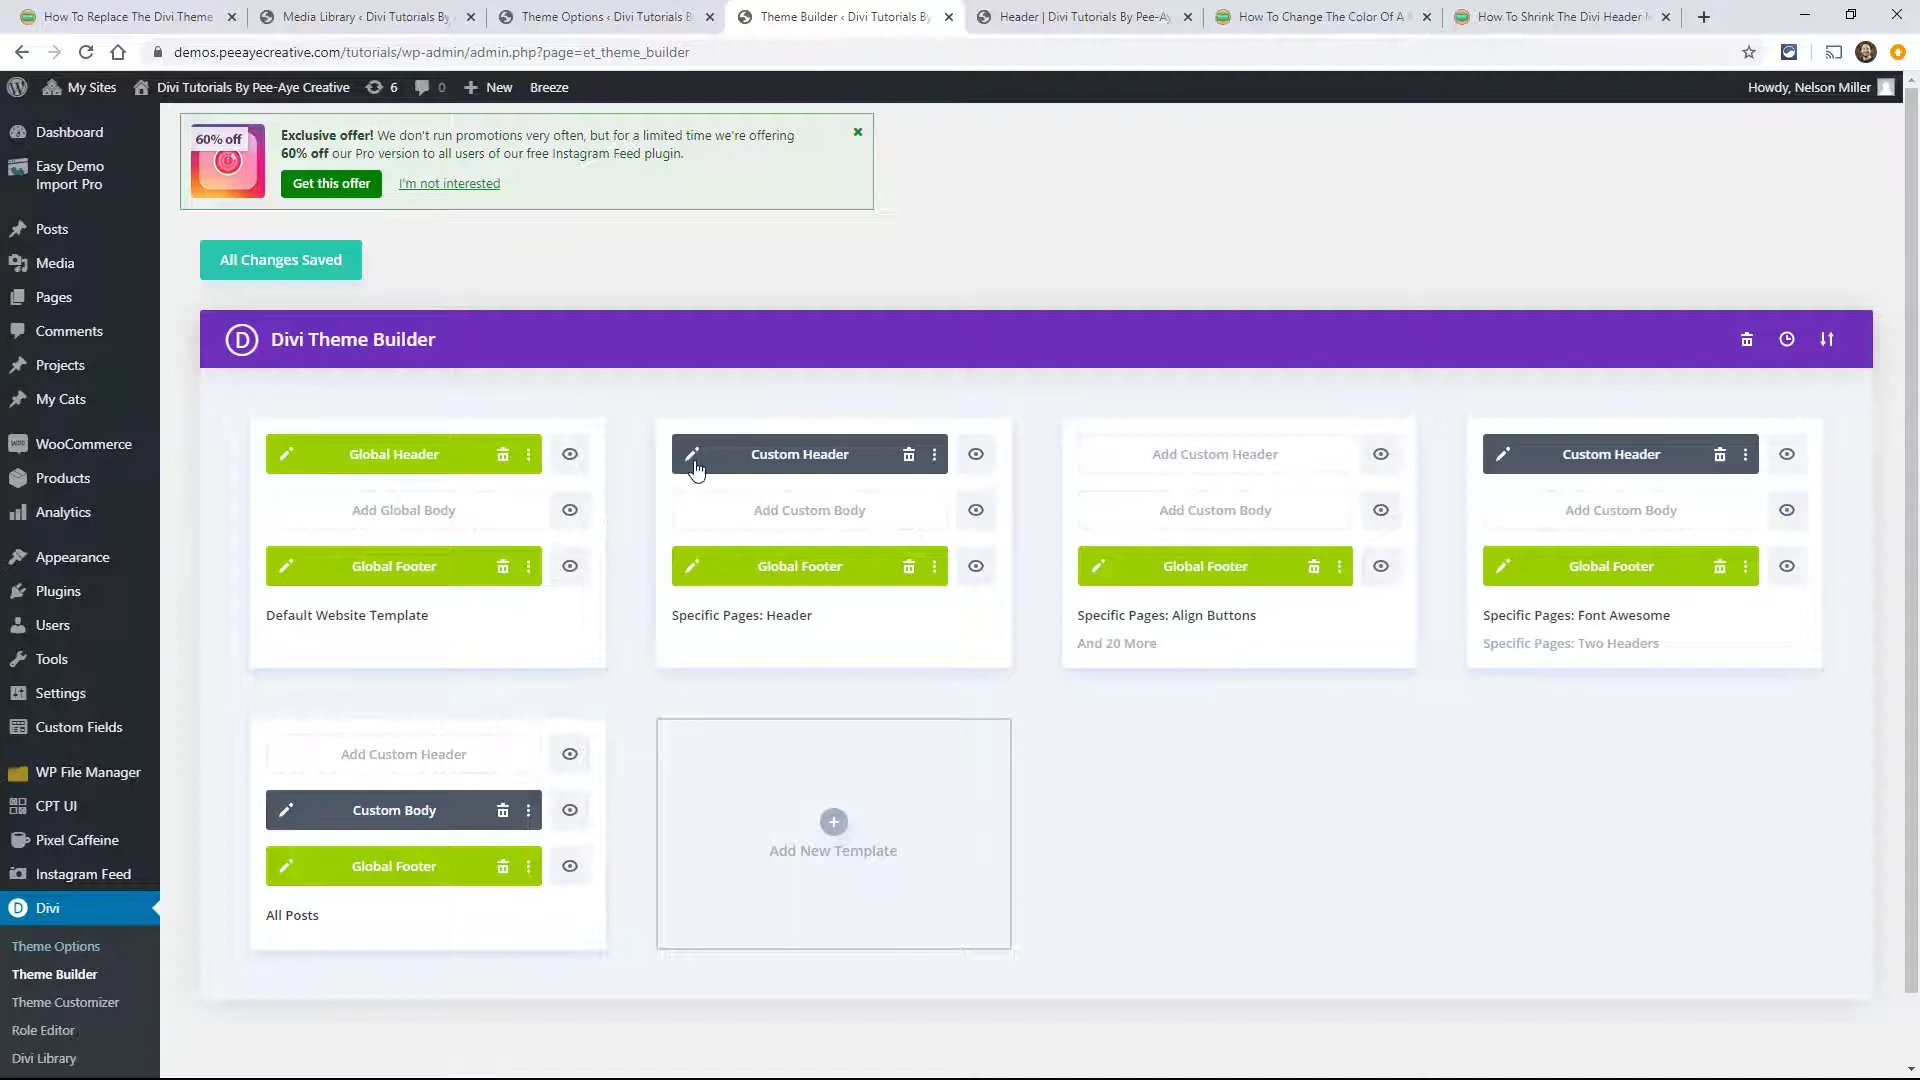 How To Replace The Divi Theme
Media Library ‹ Divi Tutorials By
Theme Options ‹ Divi Tutorials B
Theme Builder ‹ Divi Tutorials By
Header | Divi Tutorials By Pee-Ay
How To Change The Color Of A
How To Shrink The Divi Header
demos.peeayecreative.com/tutorials/wp-admin/admin.php?page=et_theme_builder
My Sites
Divi Tutorials By Pee-Aye Creative
6
0
New
Breeze
Howdy, Nelson Miller
Dashboard
Easy Demo
Import Pro
Posts
Media
Pages
Comments
Projects
My Cats
WooCommerce
Products
Analytics
Appearance
Plugins
Users
Tools
Settings
Custom Fields
WP File Manager
CPT UI
Pixel Caffeine
Instagram Feed
Divi
Theme Options
Theme Builder
Theme Customizer
Role Editor
Divi Library
60% off
Exclusive offer! We don't run promotions very often, but for a limited time we're offering
60% off our Pro version to all users of our free Instagram Feed plugin.
Get this offer
I'm not interested
All Changes Saved
D
Divi Theme Builder
Global Header
Add Global Body
Global Footer
Default Website Template
Custom Header
Add Custom Body
Global Footer
Specific Pages: Header
Add Custom Header
Add Custom Body
Global Footer
Specific Pages: Align Buttons
And 20 More
Custom Header
Add Custom Body
Global Footer
Specific Pages: Font Awesome
Specific Pages: Two Headers
Add Custom Header
Custom Body
Global Footer
All Posts
Add New Template